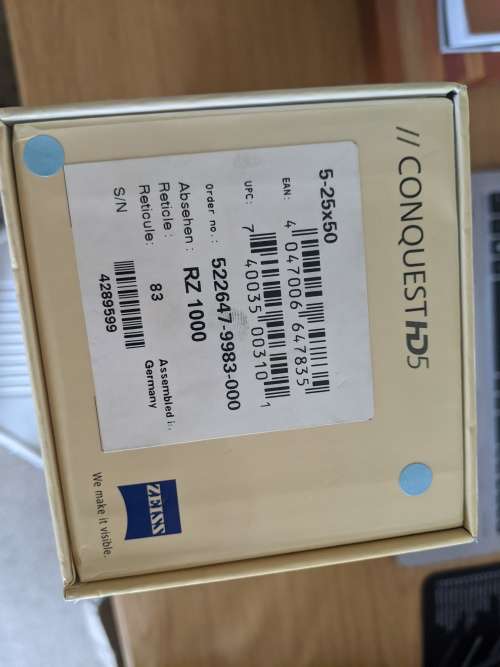 // CONQUEST HD5
5-25x50
EAN:
4 047006 647835
UPC:
7 40035 00310 1
Order no.: 522647-9983-000
Absehen: RZ 1000
Reticle:
Reticule: 83
Assembled in
Germany
S/N
4289599
ZEISS
We make it visible.